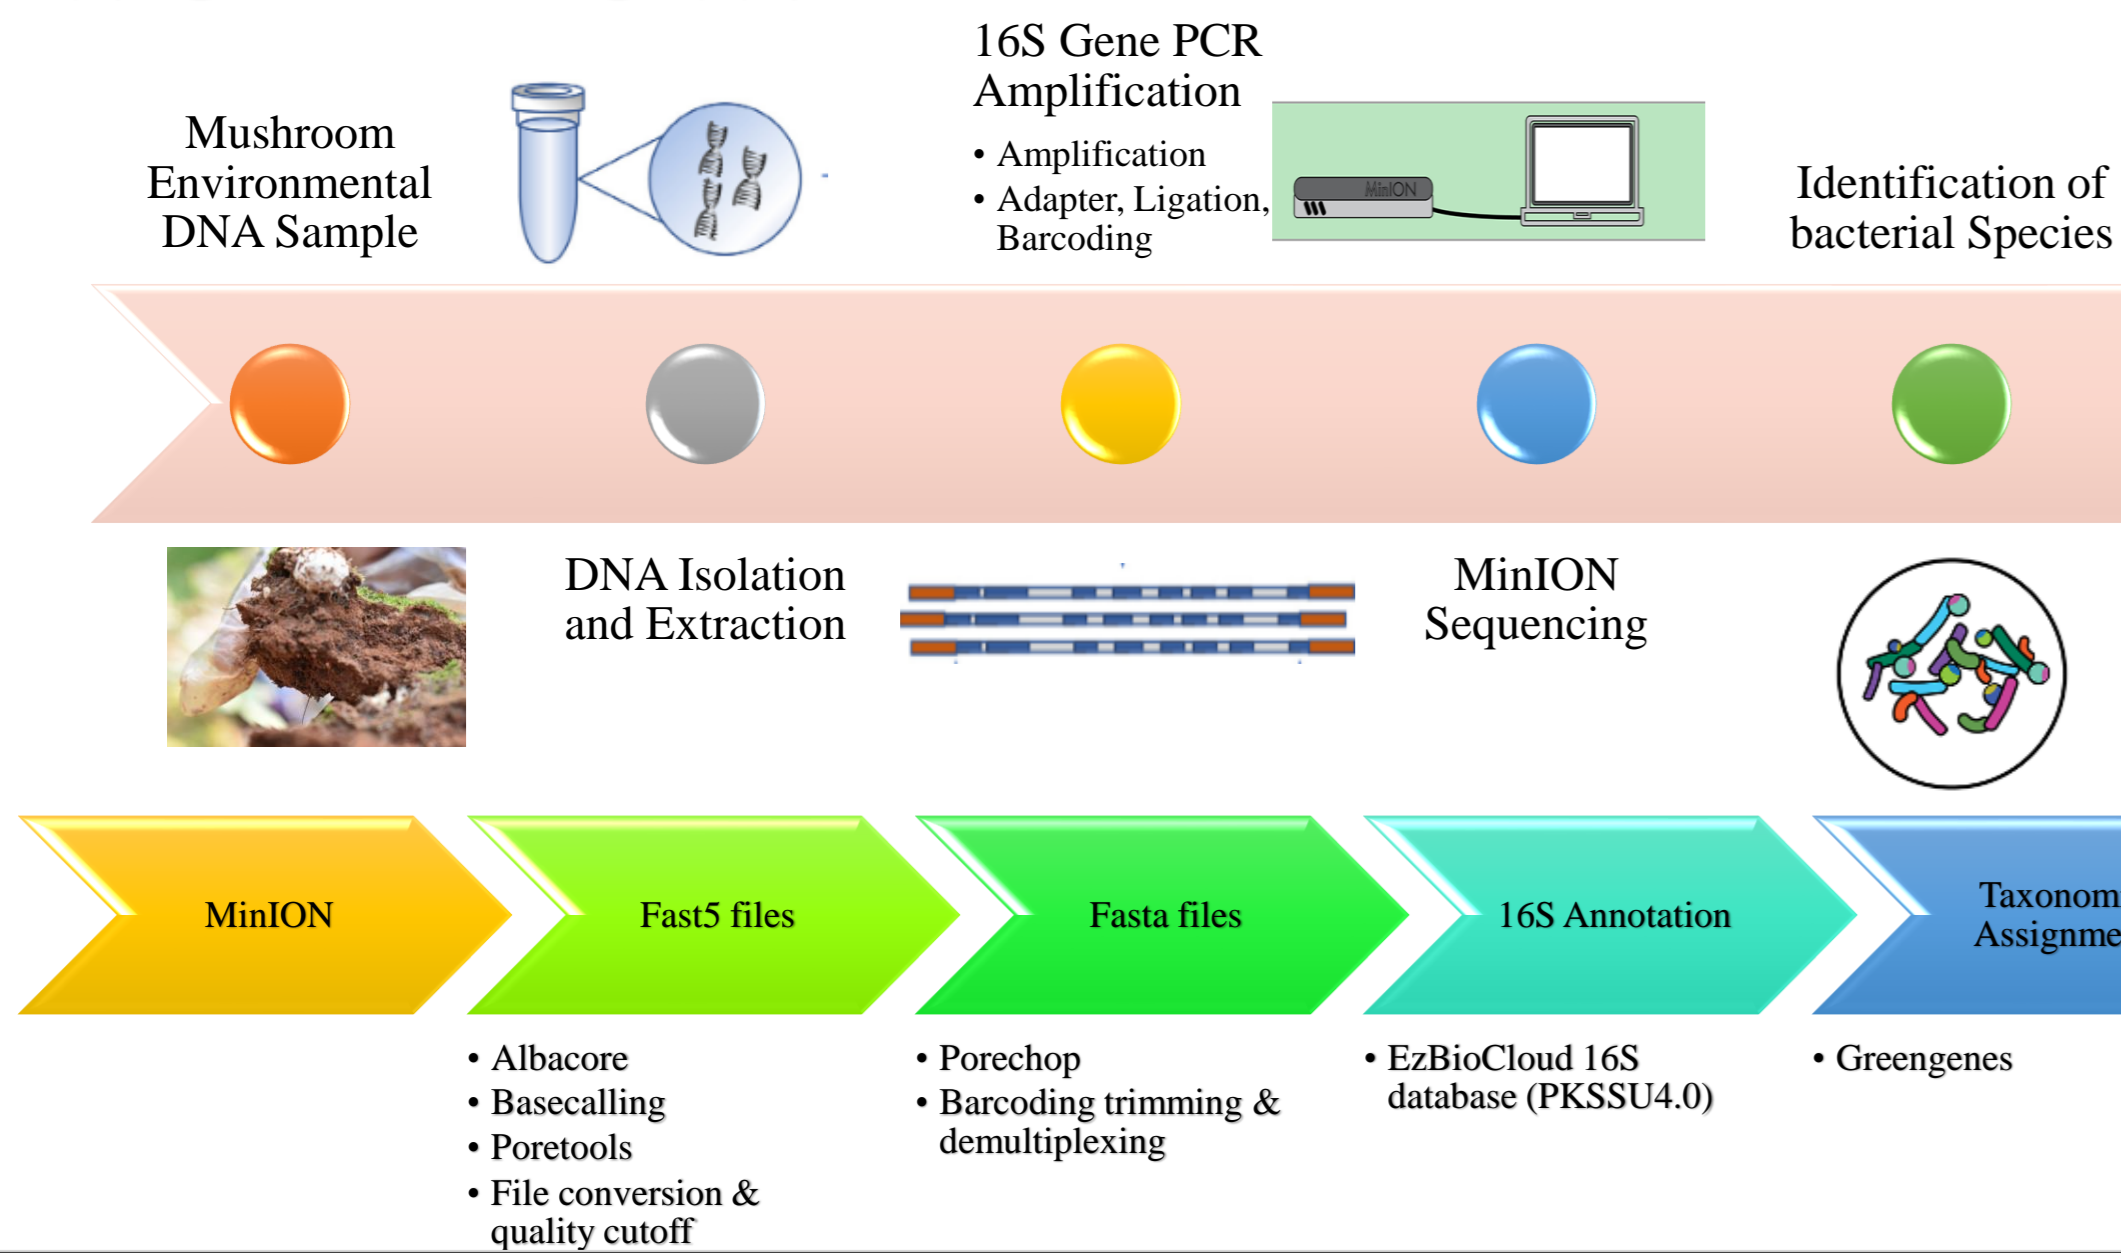 Mushroom
Environmental
DNA Sample
16S Gene PCR
Amplification
• Amplification
• Adapter, Ligation,
Barcoding
MinION
Identification of
bacterial Species
DNA Isolation
and Extraction
MinION
Sequencing
MinION
Fast5 files
Fasta files
16S Annotation
Taxonomi
Assignme
• Albacore
• Basecalling
• Poretools
• File conversion &
quality cutoff
• Porechop
• Barcoding trimming &
demultiplexing
• EzBioCloud 16S
database (PKSSU4.0)
• Greengenes